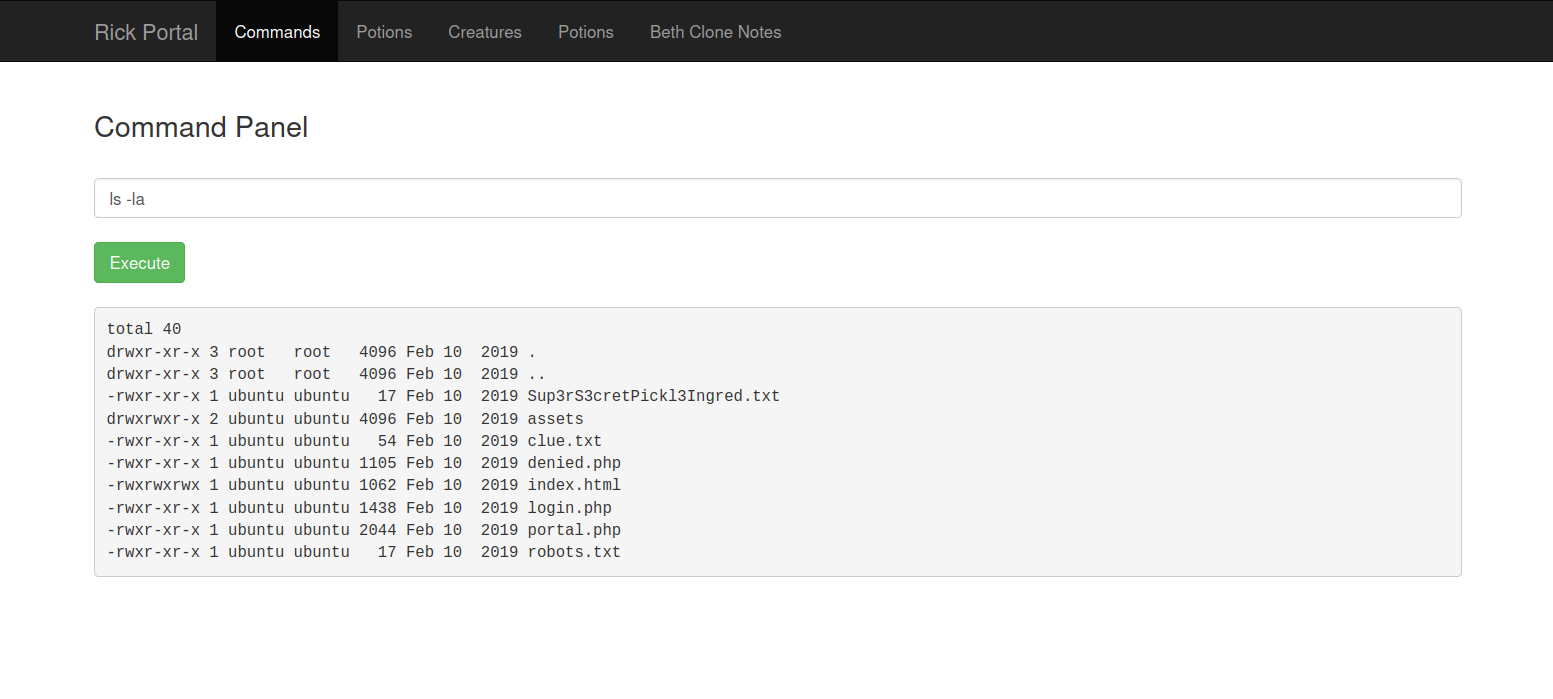 Rick Portal Commands Potions Creatures Potions Beth Clone Notes
Command Panel
ls -la
Execute
total 40
drwxr-xr-x 3 root   root   4096 Feb 10  2019 .
drwxr-xr-x 3 root   root   4096 Feb 10  2019 ..
-rwxr-xr-x 1 ubuntu ubuntu   17 Feb 10  2019 Sup3rS3cretPickl3Ingred.txt
drwxrwxr-x 2 ubuntu ubuntu 4096 Feb 10  2019 assets
-rwxr-xr-x 1 ubuntu ubuntu   54 Feb 10  2019 clue.txt
-rwxr-xr-x 1 ubuntu ubuntu 1105 Feb 10  2019 denied.php
-rwxrwxrwx 1 ubuntu ubuntu 1062 Feb 10  2019 index.html
-rwxr-xr-x 1 ubuntu ubuntu 1438 Feb 10  2019 login.php
-rwxr-xr-x 1 ubuntu ubuntu 2044 Feb 10  2019 portal.php
-rwxr-xr-x 1 ubuntu ubuntu   17 Feb 10  2019 robots.txt